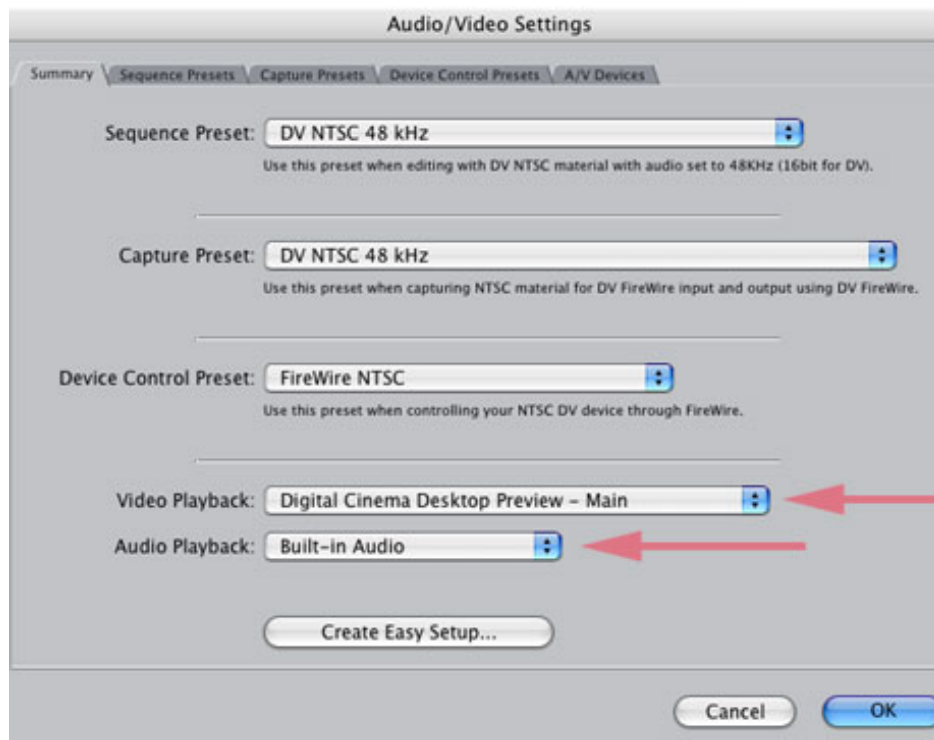 Audio/Video Settings
Summary Sequence Presets Capture Presets Device Control Presets A/V Devices
Sequence Preset: DV NTSC 48 kHz
Use this preset when editing with DV NTSC material with audio set to 48KHz (16bit for DV).
Capture Preset: DV NTSC 48 kHz
Use this preset when capturing NTSC material for DV FireWire input and output using DV FireWire.
Device Control Preset: FireWire NTSC
Use this preset when controlling your NTSC DV device through FireWire.
Video Playback: Digital Cinema Desktop Preview – Main
Audio Playback: Built-in Audio
Create Easy Setup...
Cancel OK